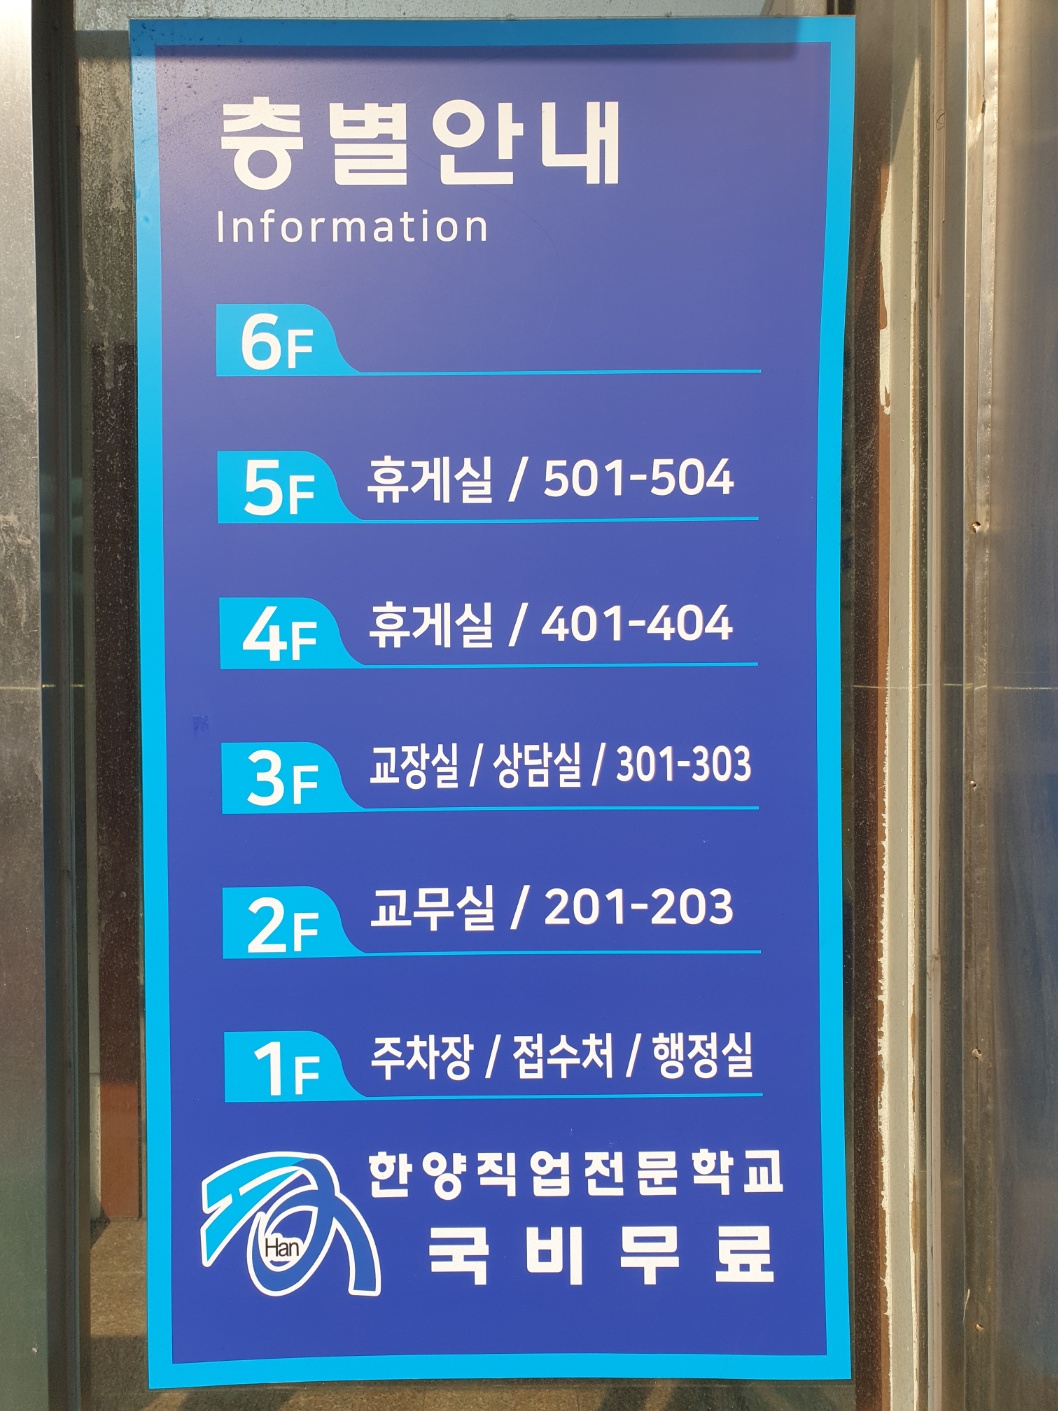 층별안내
Information
6F
5F 휴게실 / 501-504
4F 휴게실 / 401-404
3F 교장실 / 상담실 / 301-303
2F 교무실 / 201-203
1F 주차장 / 접수처 / 행정실
한양직업전문학교
Han
국비무료